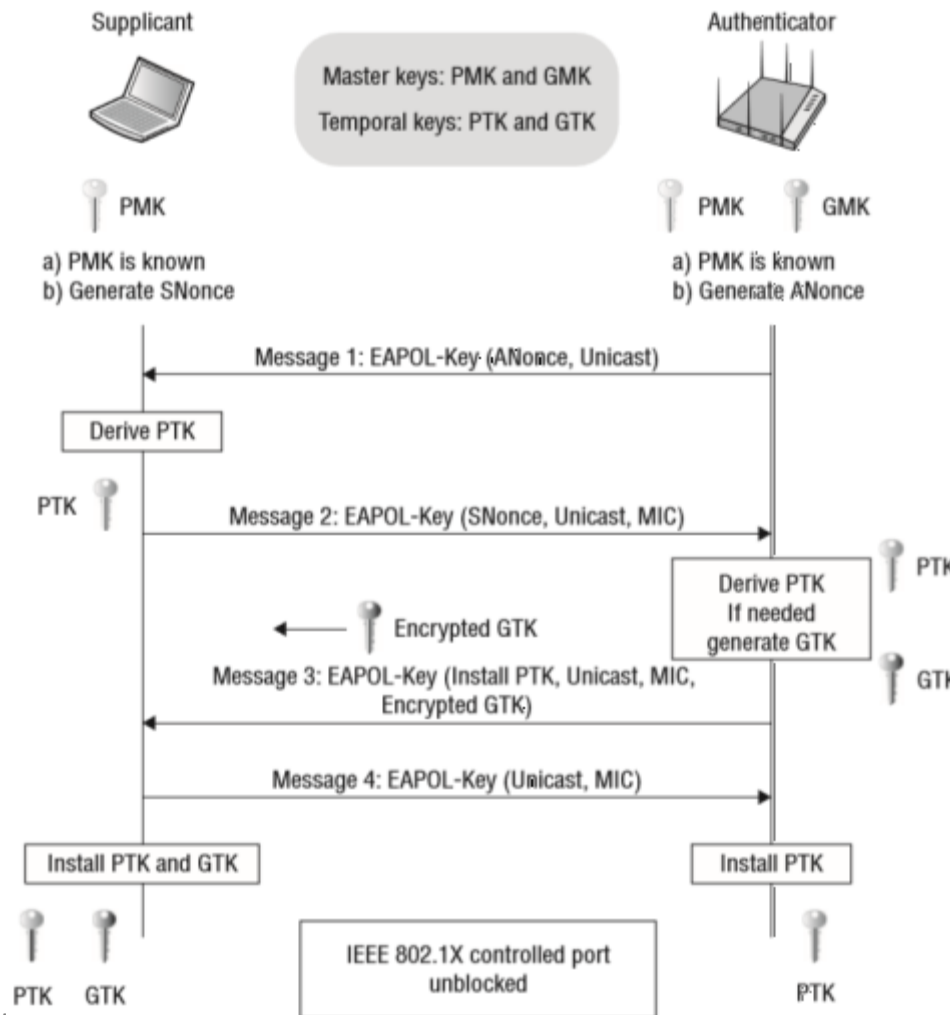 Supplicant
Authenticator
Master keys: PMK and GMK
Temporal keys: PTK and GTK
PMK
PMK
GMK
a) PMK is known
b) Generate SNonce
a) PMK is known
b) Generate ANonce
Message 1: EAPOL-Key (ANonce, Unicast)
Derive PTK
PTK
Message 2: EAPOL-Key (SNonce, Unicast, MIC)
Derive PTK
If needed
generate GTK
PTK
Encrypted GTK
GTK
Message 3: EAPOL-Key (Install PTK, Unicast, MIC,
Encrypted GTK)
Message 4: EAPOL-Key (Unicast, MIC)
Install PTK and GTK
Install PTK
IEEE 802.1X controlled port
unblocked
PTK
GTK
PTK